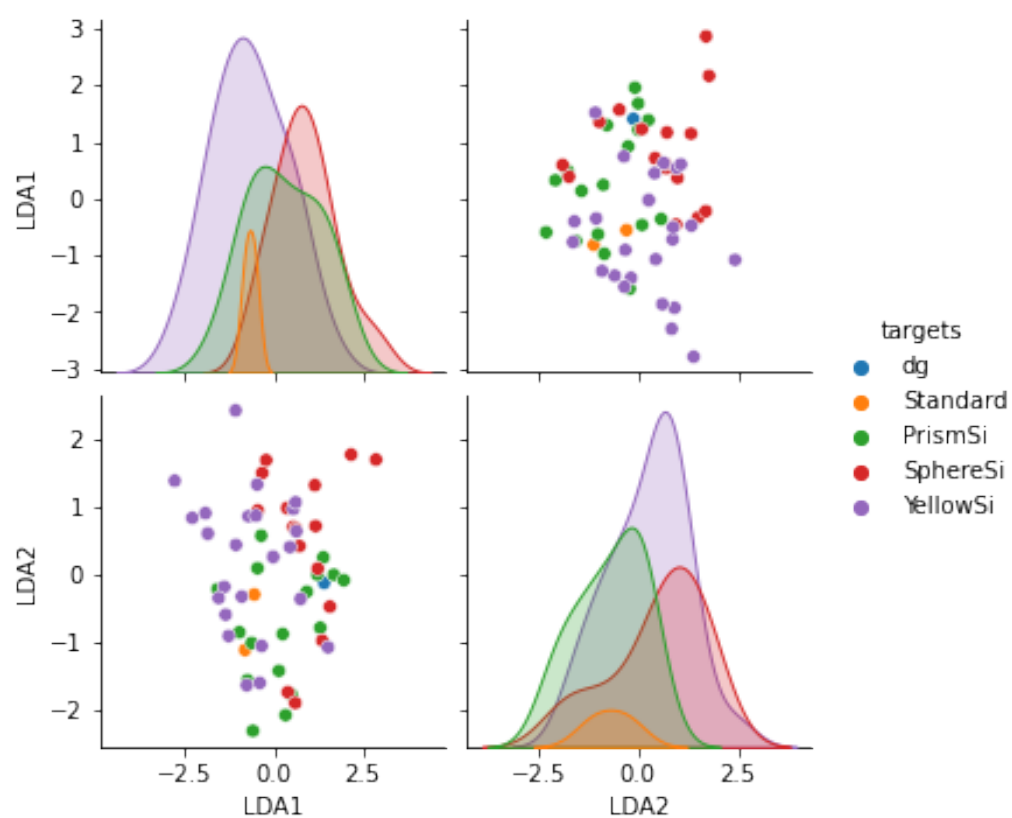 3
2
1
0
−1
−2
−3
LDA1
2
1
0
−1
−2
LDA2
−2.5 0.0 2.5
LDA1
−2.5 0.0 2.5
LDA2
targets
dg
Standard
PrismSi
SphereSi
YellowSi